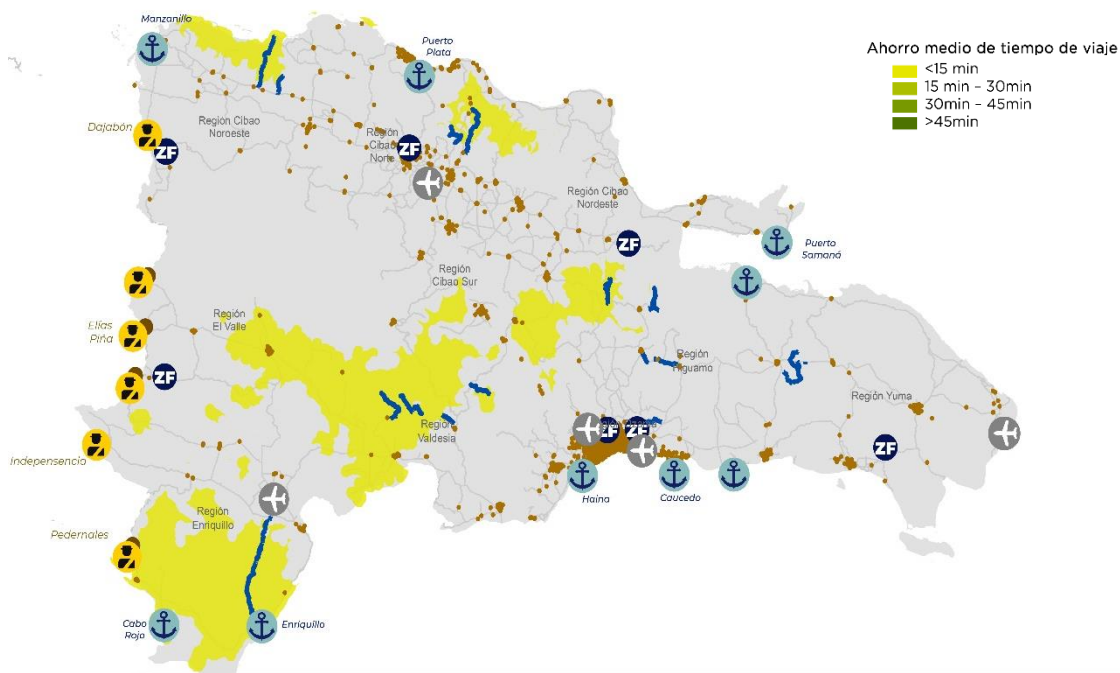 Manzanillo
Puerto
Plata
Ahorro medio de tiempo de viaje
<15 min
15 min - 30min
30min - 45min
>45min
Dajabón
Región Cibao
Noroeste
Región
Cibao
Norte
ZF
ZF
Región Cibao
Nordeste
ZF
Puerto
Samaná
Región
Cibao Sur
Región
El Valle
Elías
Piña
ZF
Región
Higuamo
Región Yuma
Región
Valdesia
ZF
ZF
ZF
Independencia
Haina
Caucedo
Región
Enriquillo
Pedernales
Cabo
Rojo
Enriquillo